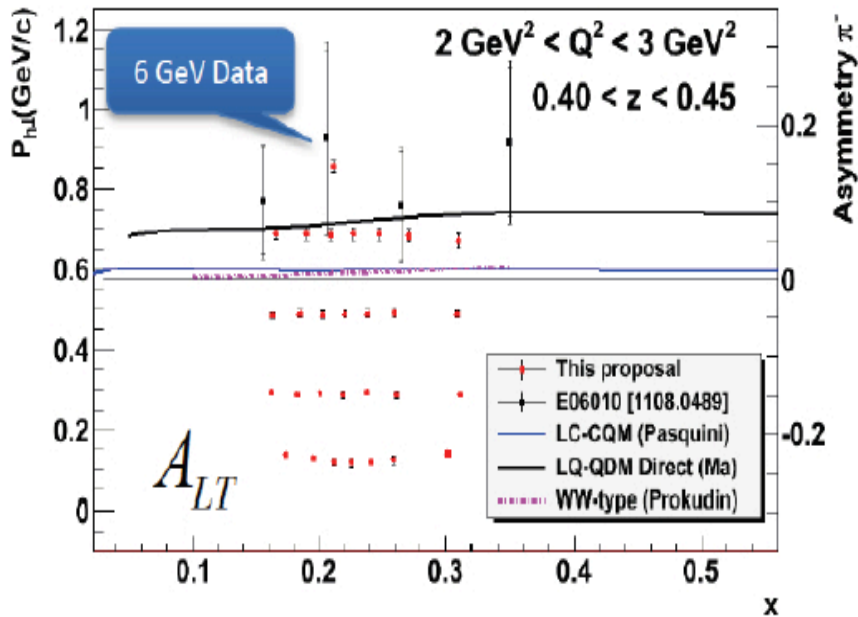 2 GeV² < Q² < 3 GeV²
0.40 < z < 0.45
6 GeV Data
P_h⊥(GeV/c)
1.2
1
0.8
0.6
0.4
0.2
0
Asymmetry π⁻
0.2
0
-0.2
A_LT
This proposal
E06010 [1108.0489]
LC-CQM (Pasquini)
LQ-QDM Direct (Ma)
WW-type (Prokudin)
0.1 0.2 0.3 0.4 0.5
x